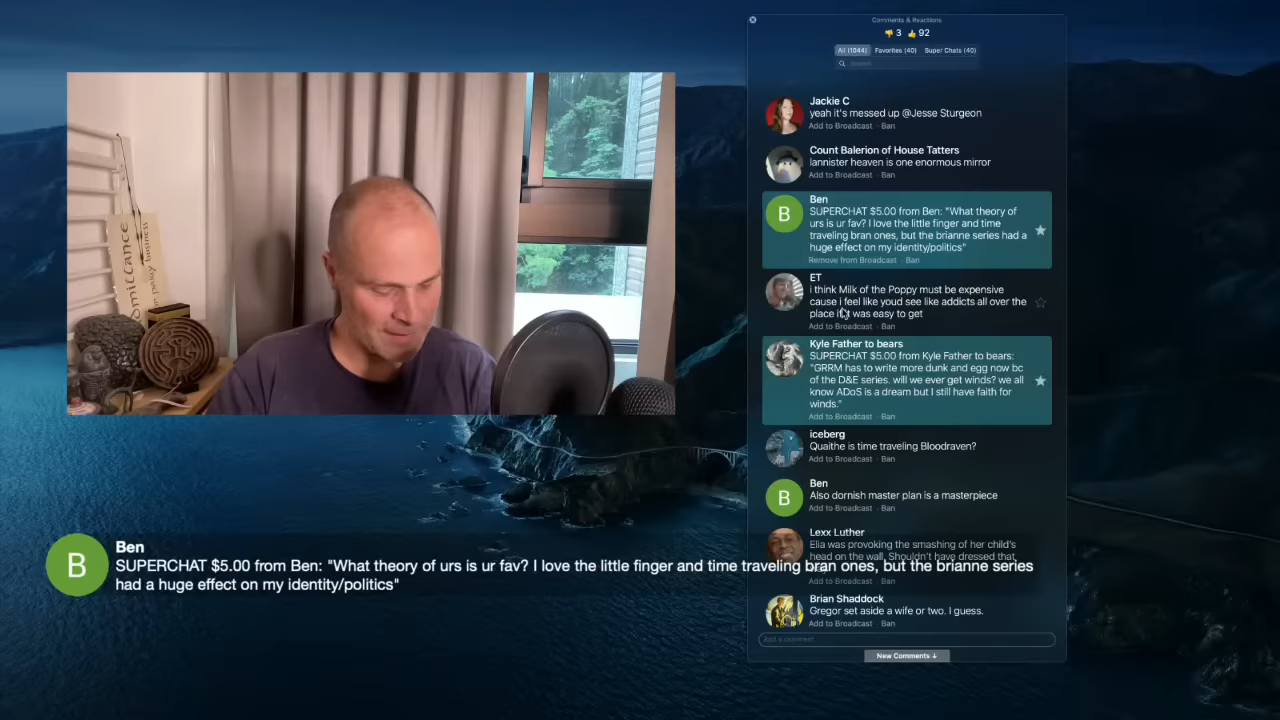 Comments & Reactions
👎 3 👍 92
All (1044) Favorites (40) Super Chats (40)
Search
Jackie C
yeah it's messed up @Jesse Sturgeon
Add to Broadcast · Ban
Count Balerion of House Tatters
lannister heaven is one enormous mirror
Add to Broadcast · Ban
B
Ben
SUPERCHAT $5.00 from Ben: "What theory of
urs is ur fav? I love the little finger and time
traveling bran ones, but the brianne series had a
huge effect on my identity/politics"
Remove from Broadcast · Ban
ET
i think Milk of the Poppy must be expensive
cause i feel like youd see like addicts all over the
place if it was easy to get
Add to Broadcast · Ban
Kyle Father to bears
SUPERCHAT $5.00 from Kyle Father to bears:
"GRRM has to write more dunk and egg now bc
of the D&E series. will we ever get winds? we all
know ADoS is a dream but I still have faith for
winds."
Add to Broadcast · Ban
iceberg
Quaithe is time traveling Bloodraven?
Add to Broadcast · Ban
B
Ben
Also dornish master plan is a masterpiece
Add to Broadcast · Ban
Lexx Luther
Elia was provoking the smashing of her child's
head on the wall. Shouldn't have dressed that,
way
Add to Broadcast · Ban
Brian Shaddock
Gregor set aside a wife or two. I guess.
Add to Broadcast · Ban
Add a comment
New Comments ↓
B
Ben
SUPERCHAT $5.00 from Ben: "What theory of urs is ur fav? I love the little finger and time traveling bran ones, but the brianne series
had a huge effect on my identity/politics"